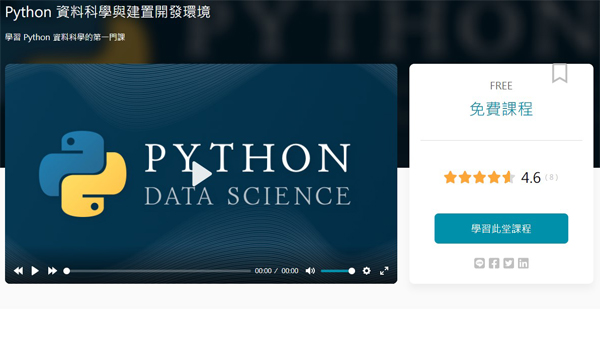 Python 資料科學與建置開發環境
學習 Python 資料科學的第一門課
PYTHON
DATA SCIENCE
00:00 / 00:00
FREE
免費課程
4.6 (8)
學習此堂課程